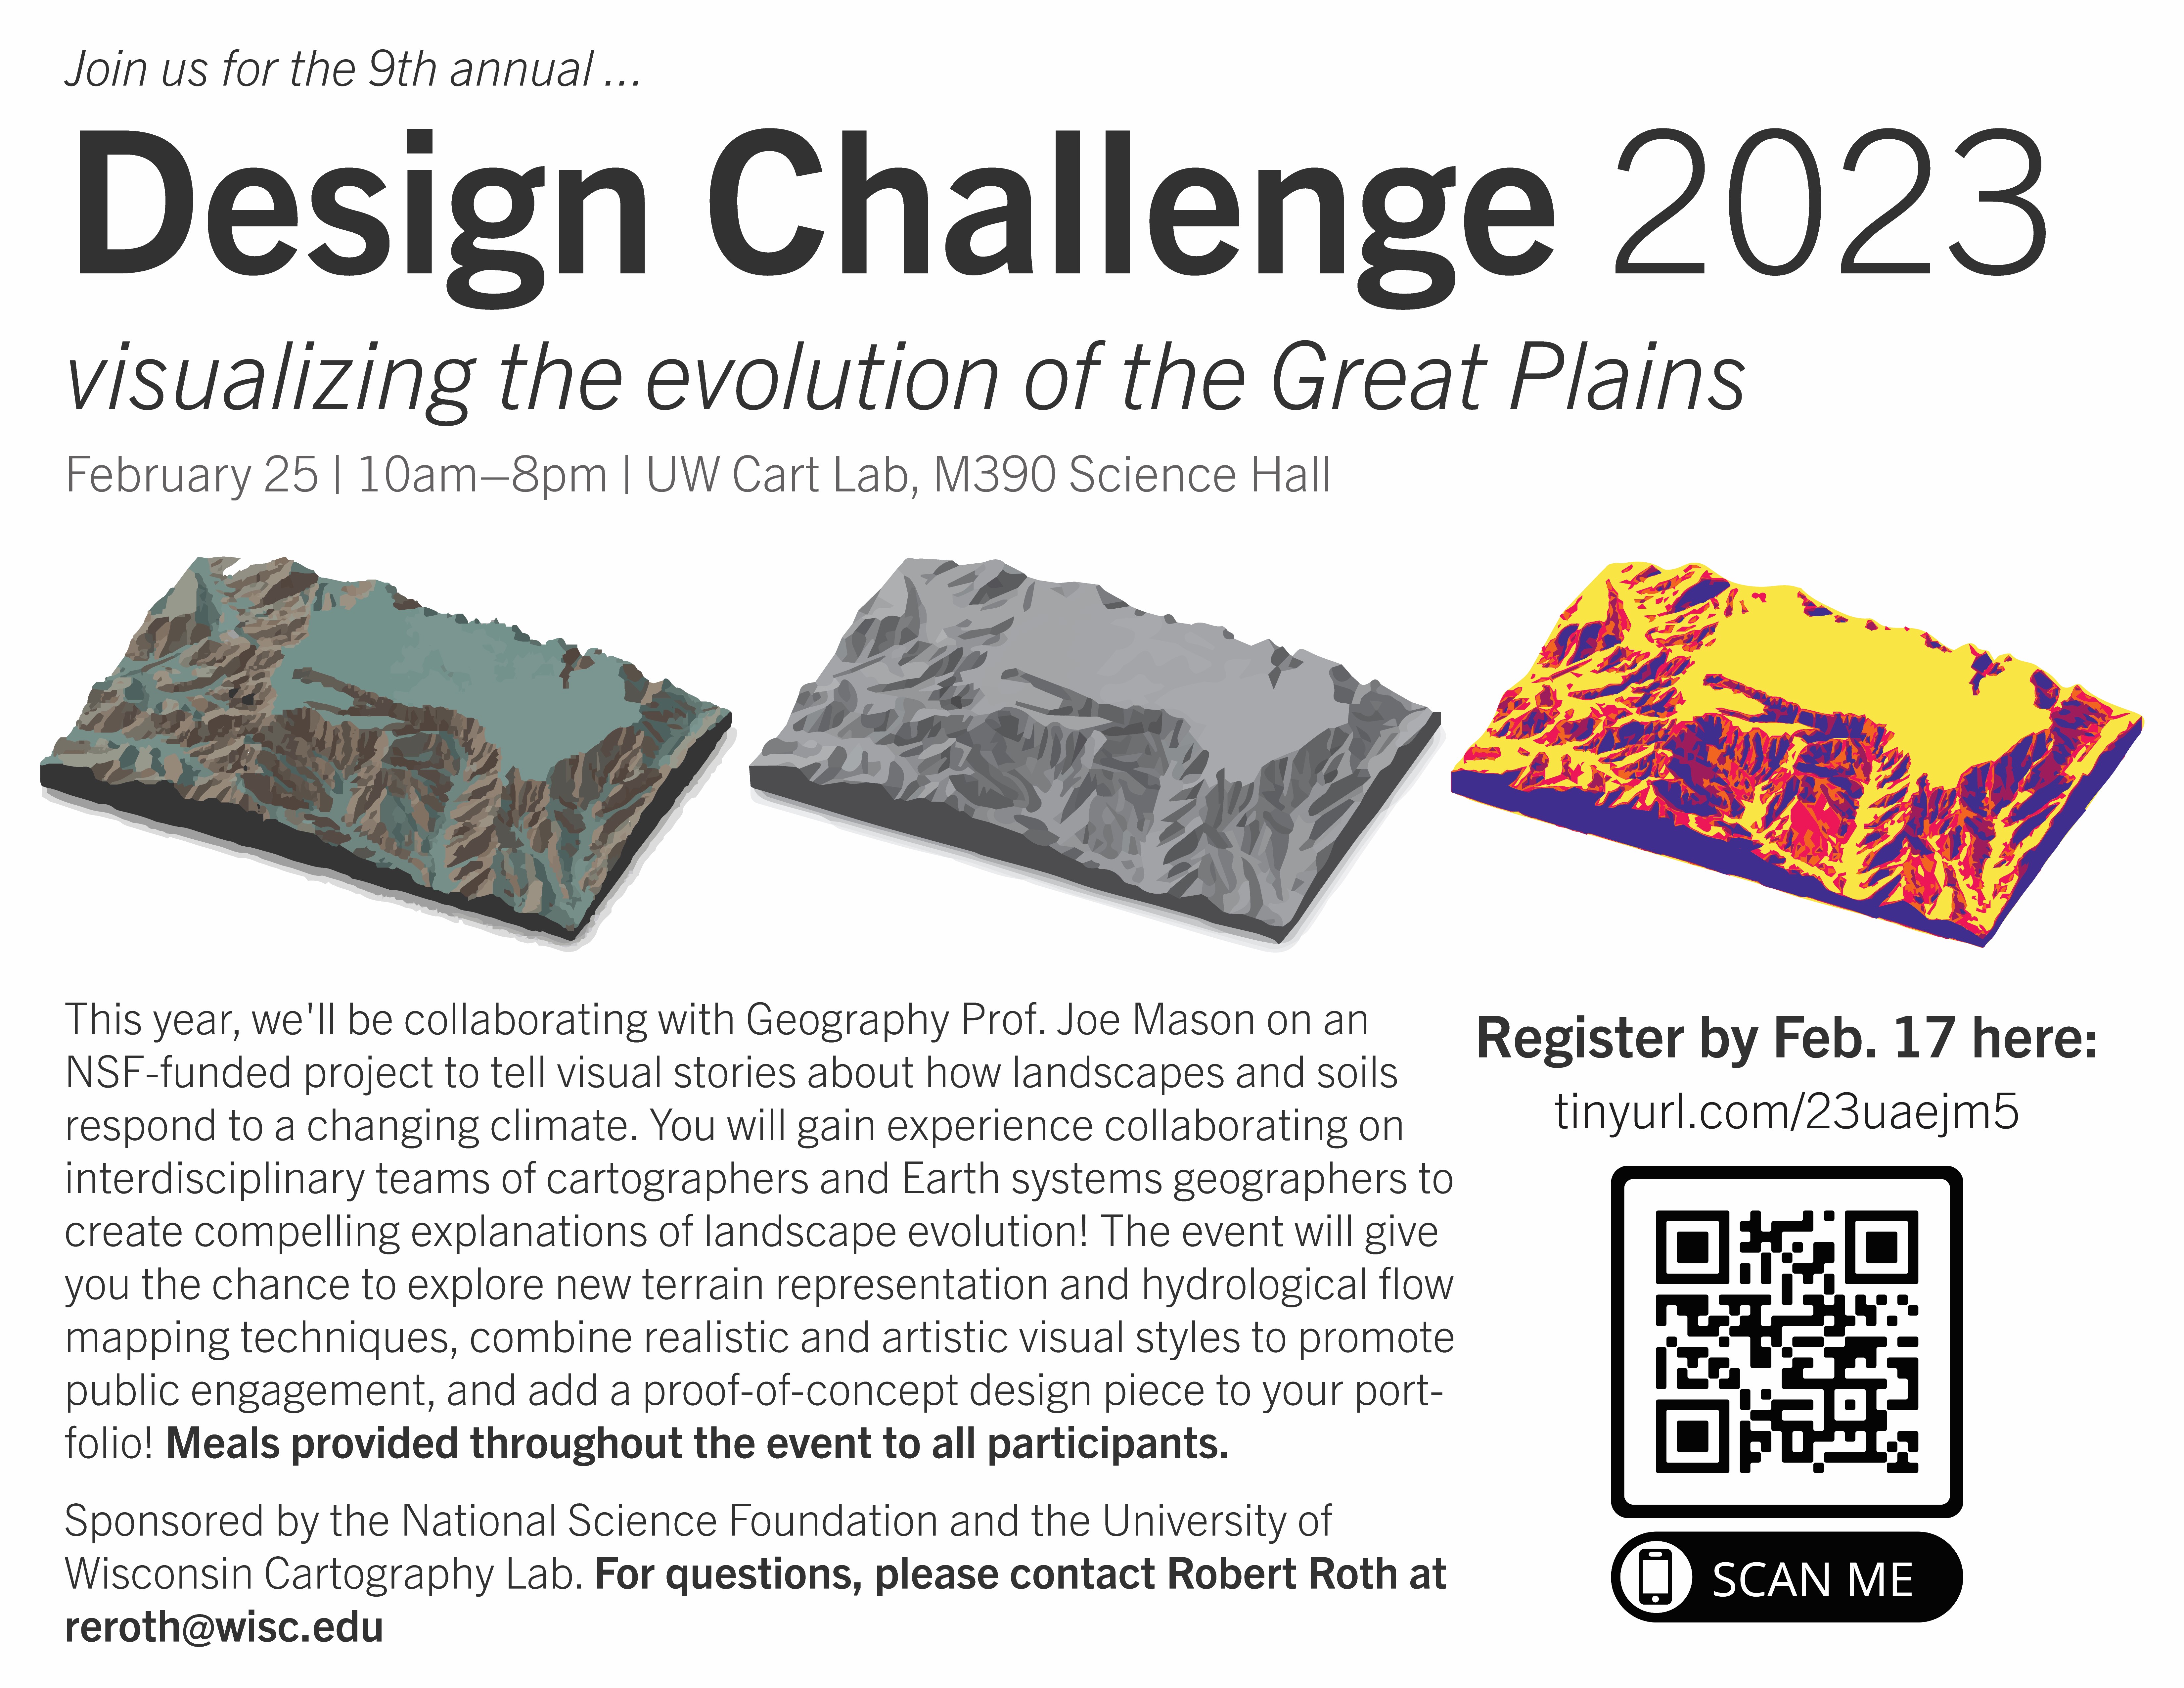 Join us for the 9th annual ...
Design Challenge 2023
visualizing the evolution of the Great Plains
February 25 | 10am–8pm | UW Cart Lab, M390 Science Hall
This year, we'll be collaborating with Geography Prof. Joe Mason on an
NSF-funded project to tell visual stories about how landscapes and soils
respond to a changing climate. You will gain experience collaborating on
interdisciplinary teams of cartographers and Earth systems geographers to
create compelling explanations of landscape evolution! The event will give
you the chance to explore new terrain representation and hydrological flow
mapping techniques, combine realistic and artistic visual styles to promote
public engagement, and add a proof-of-concept design piece to your port-
folio! Meals provided throughout the event to all participants.
Sponsored by the National Science Foundation and the University of
Wisconsin Cartography Lab. For questions, please contact Robert Roth at
reroth@wisc.edu
Register by Feb. 17 here:
tinyurl.com/23uaejm5
SCAN ME